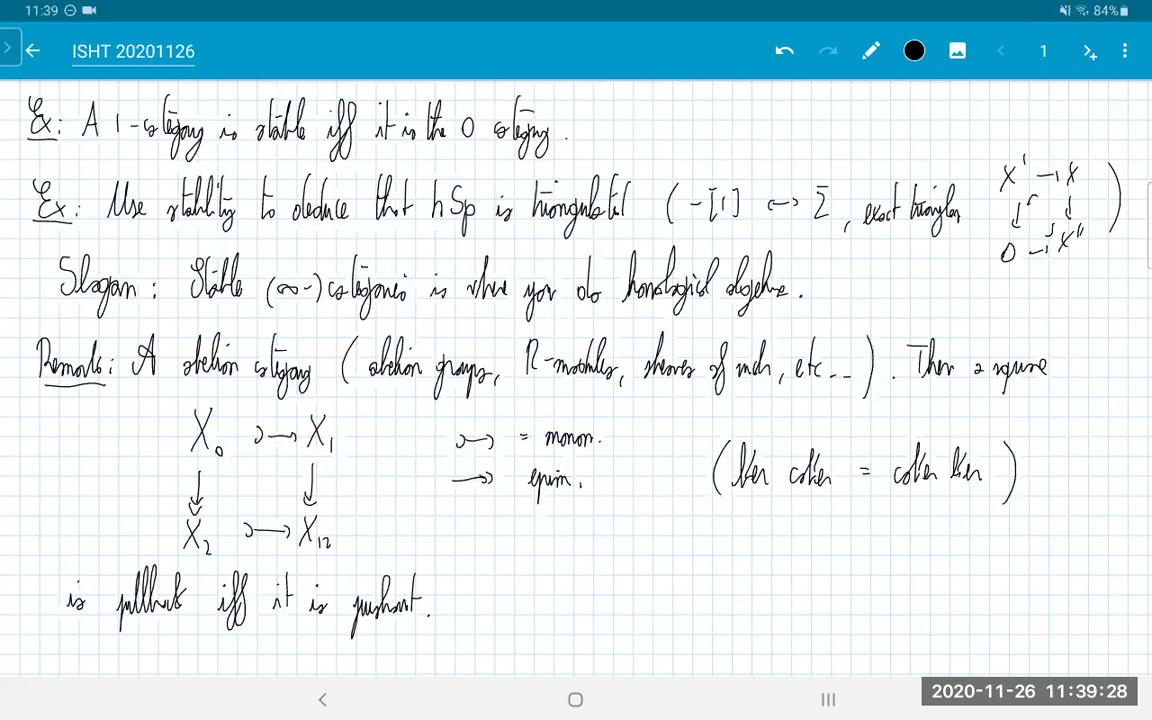 11:39 84%
ISHT 20201126 1
Ex: A 1-category is stable iff it is the 0 category.
Ex: Use stability to deduce that hSp is triangulated (-[1] ↔ Σ, exact triangles X' → X ↓ ↓ 0 → X'')
Slogan: Stable (∞-)categories is where you do homological algebra.
Remark: A abelian category (abelian groups, R-modules, sheaves of mdn, etc...). Then a square
X₀ ↣ X₁ ↣ = monom.
↠ epim. (ker coker = coker ker)
X₂ ↣ X₁₂
is pullback iff it is pushout.
2020-11-26 11:39:28